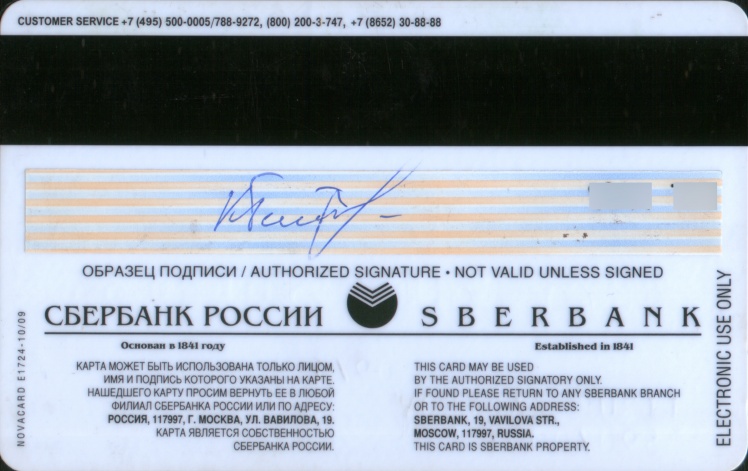 CUSTOMER SERVICE +7 (495) 500-0005/788-9272, (800) 200-3-747, +7 (8652) 30-88-88
ОБРАЗЕЦ ПОДПИСИ / AUTHORIZED SIGNATURE • NOT VALID UNLESS SIGNED
СБЕРБАНК РОССИИ
Основан в 1841 году
SBERBANK
Established in 1841
КАРТА МОЖЕТ БЫТЬ ИСПОЛЬЗОВАНА ТОЛЬКО ЛИЦОМ,
ИМЯ И ПОДПИСЬ КОТОРОГО УКАЗАНЫ НА КАРТЕ.
НАШЕДШЕГО КАРТУ ПРОСИМ ВЕРНУТЬ ЕЕ В ЛЮБОЙ
ФИЛИАЛ СБЕРБАНКА РОССИИ ИЛИ ПО АДРЕСУ:
РОССИЯ, 117997, Г. МОСКВА, УЛ. ВАВИЛОВА, 19.
КАРТА ЯВЛЯЕТСЯ СОБСТВЕННОСТЬЮ
СБЕРБАНКА РОССИИ.
THIS CARD MAY BE USED
BY THE AUTHORIZED SIGNATORY ONLY.
IF FOUND PLEASE RETURN TO ANY SBERBANK BRANCH
OR TO THE FOLLOWING ADDRESS:
SBERBANK, 19, VAVILOVA STR.,
MOSCOW, 117997, RUSSIA.
THIS CARD IS SBERBANK PROPERTY.
NOVACARD E1724-10/09
ELECTRONIC USE ONLY